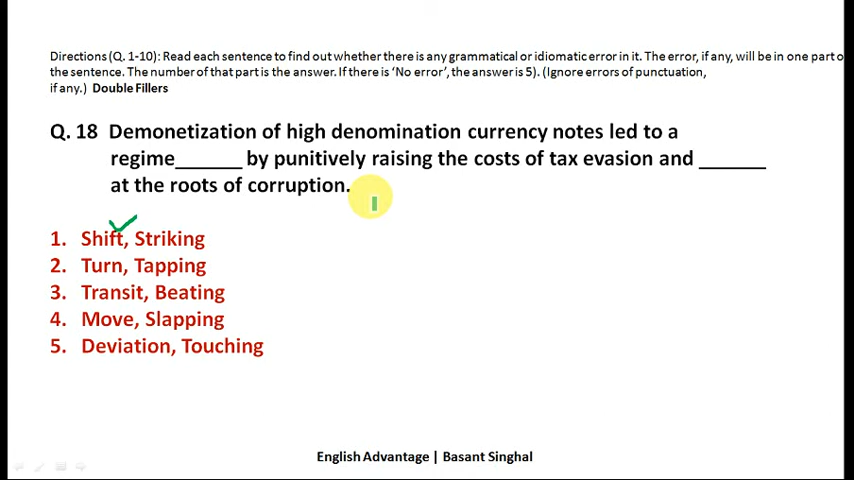 Directions (Q. 1-10): Read each sentence to find out whether there is any grammatical or idiomatic error in it. The error, if any, will be in one part o
the sentence. The number of that part is the answer. If there is 'No error', the answer is 5). (Ignore errors of punctuation,
if any.) Double Fillers
Q. 18 Demonetization of high denomination currency notes led to a
regime______ by punitively raising the costs of tax evasion and ______
at the roots of corruption.
1. Shift, Striking
2. Turn, Tapping
3. Transit, Beating
4. Move, Slapping
5. Deviation, Touching
English Advantage | Basant Singhal